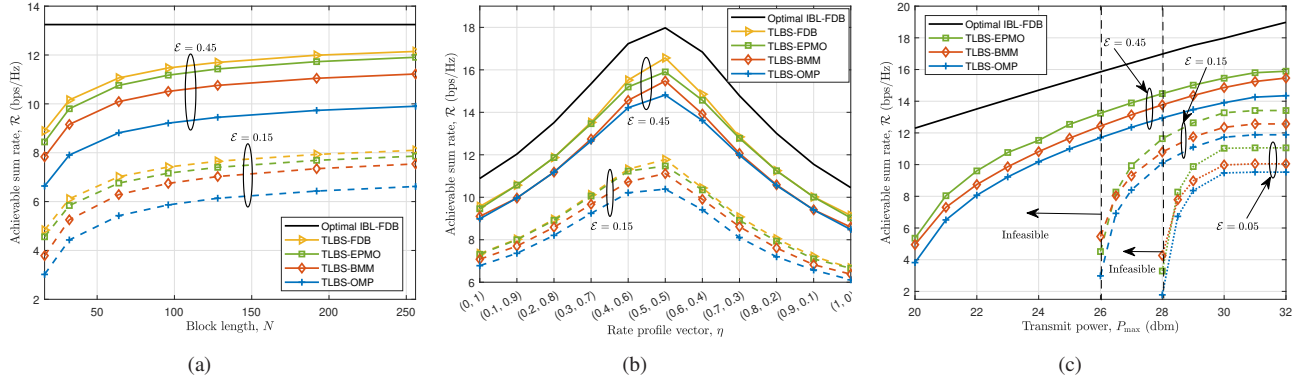 14
12
10
8
6
4
2
50
100
150
200
250
Achievable sum rate, R (bps/Hz)
Block length, N
ℰ = 0.45
ℰ = 0.15
Optimal IBL-FDB
TLBS-FDB
TLBS-EPMO
TLBS-BMM
TLBS-OMP
(a)
18
16
14
12
10
8
6
(0, 1)
(0.1, 0.9)
(0.2, 0.8)
(0.3, 0.7)
(0.4, 0.6)
(0.5, 0.5)
(0.6, 0.4)
(0.7, 0.3)
(0.8, 0.2)
(0.9, 0.1)
(1, 0)
Achievable sum rate, R (bps/Hz)
Rate profile vector, η
ℰ = 0.45
ℰ = 0.15
Optimal IBL-FDB
TLBS-FDB
TLBS-EPMO
TLBS-BMM
TLBS-OMP
(b)
18
16
14
12
10
8
6
4
2
20
22
24
26
28
30
32
Achievable sum rate, R (bps/Hz)
Transmit power, Pmax (dbm)
Optimal IBL-FDB
TLBS-EPMO
TLBS-BMM
TLBS-OMP
ℰ = 0.45
ℰ = 0.15
ℰ = 0.05
Infeasible
Infeasible
(c)